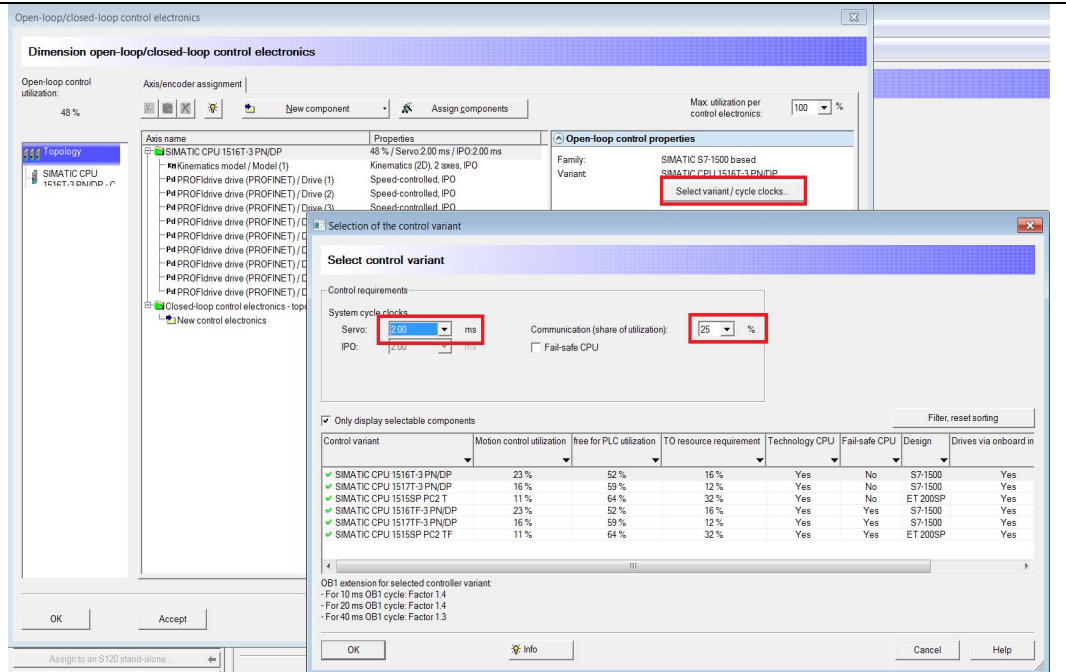 Open-loop/closed-loop control electronics
Dimension open-loop/closed-loop control electronics
Open-loop control utilization:
48 %
Topology
SIMATIC CPU
1516T-3 PN/DP - C
Axis/encoder assignment
New component
Assign components
Max. utilization per control electronics:
100 %
Axis name Properties
SIMATIC CPU 1516T-3 PN/DP 48 % / Servo:2.00 ms / IPO:2.00 ms
Kinematics model / Model (1) Kinematics (2D), 2 axes, IPO
Pd PROFIdrive drive (PROFINET) / Drive (1) Speed-controlled, IPO
Pd PROFIdrive drive (PROFINET) / Drive (2) Speed-controlled, IPO
Pd PROFIdrive drive (PROFINET) / Drive (3) Speed-controlled, IPO
Pd PROFIdrive drive (PROFINET) / D
Pd PROFIdrive drive (PROFINET) / D
Pd PROFIdrive drive (PROFINET) / D
Pd PROFIdrive drive (PROFINET) / D
Pd PROFIdrive drive (PROFINET) / D
Closed-loop control electronics - topo
New control electronics
Open-loop control properties
Family: SIMATIC S7-1500 based
Variant: SIMATIC CPU 1516T-3 PN/DP
Select variant / cycle clocks...
OK
Accept
Assign to an S120 stand-alone...
Selection of the control variant
Select control variant
Control requirements
System cycle clocks
Servo: 2.00 ms
IPO: 2.00 ms
Communication (share of utilization): 25 %
Fail-safe CPU
Only display selectable components
Filter, reset sorting
Control variant Motion control utilization free for PLC utilization TO resource requirement Technology CPU Fail-safe CPU Design Drives via onboard in
SIMATIC CPU 1516T-3 PN/DP 23 % 52 % 16 % Yes No S7-1500 Yes
SIMATIC CPU 1517T-3 PN/DP 16 % 59 % 12 % Yes No S7-1500 Yes
SIMATIC CPU 1515SP PC2 T 11 % 64 % 32 % Yes No ET 200SP Yes
SIMATIC CPU 1516TF-3 PN/DP 23 % 52 % 16 % Yes Yes S7-1500 Yes
SIMATIC CPU 1517TF-3 PN/DP 16 % 59 % 12 % Yes Yes S7-1500 Yes
SIMATIC CPU 1515SP PC2 TF 11 % 64 % 32 % Yes Yes ET 200SP Yes
OB1 extension for selected controller variant:
- For 10 ms OB1 cycle: Factor 1.4
- For 20 ms OB1 cycle: Factor 1.4
- For 40 ms OB1 cycle: Factor 1.3
OK
Info
Cancel
Help